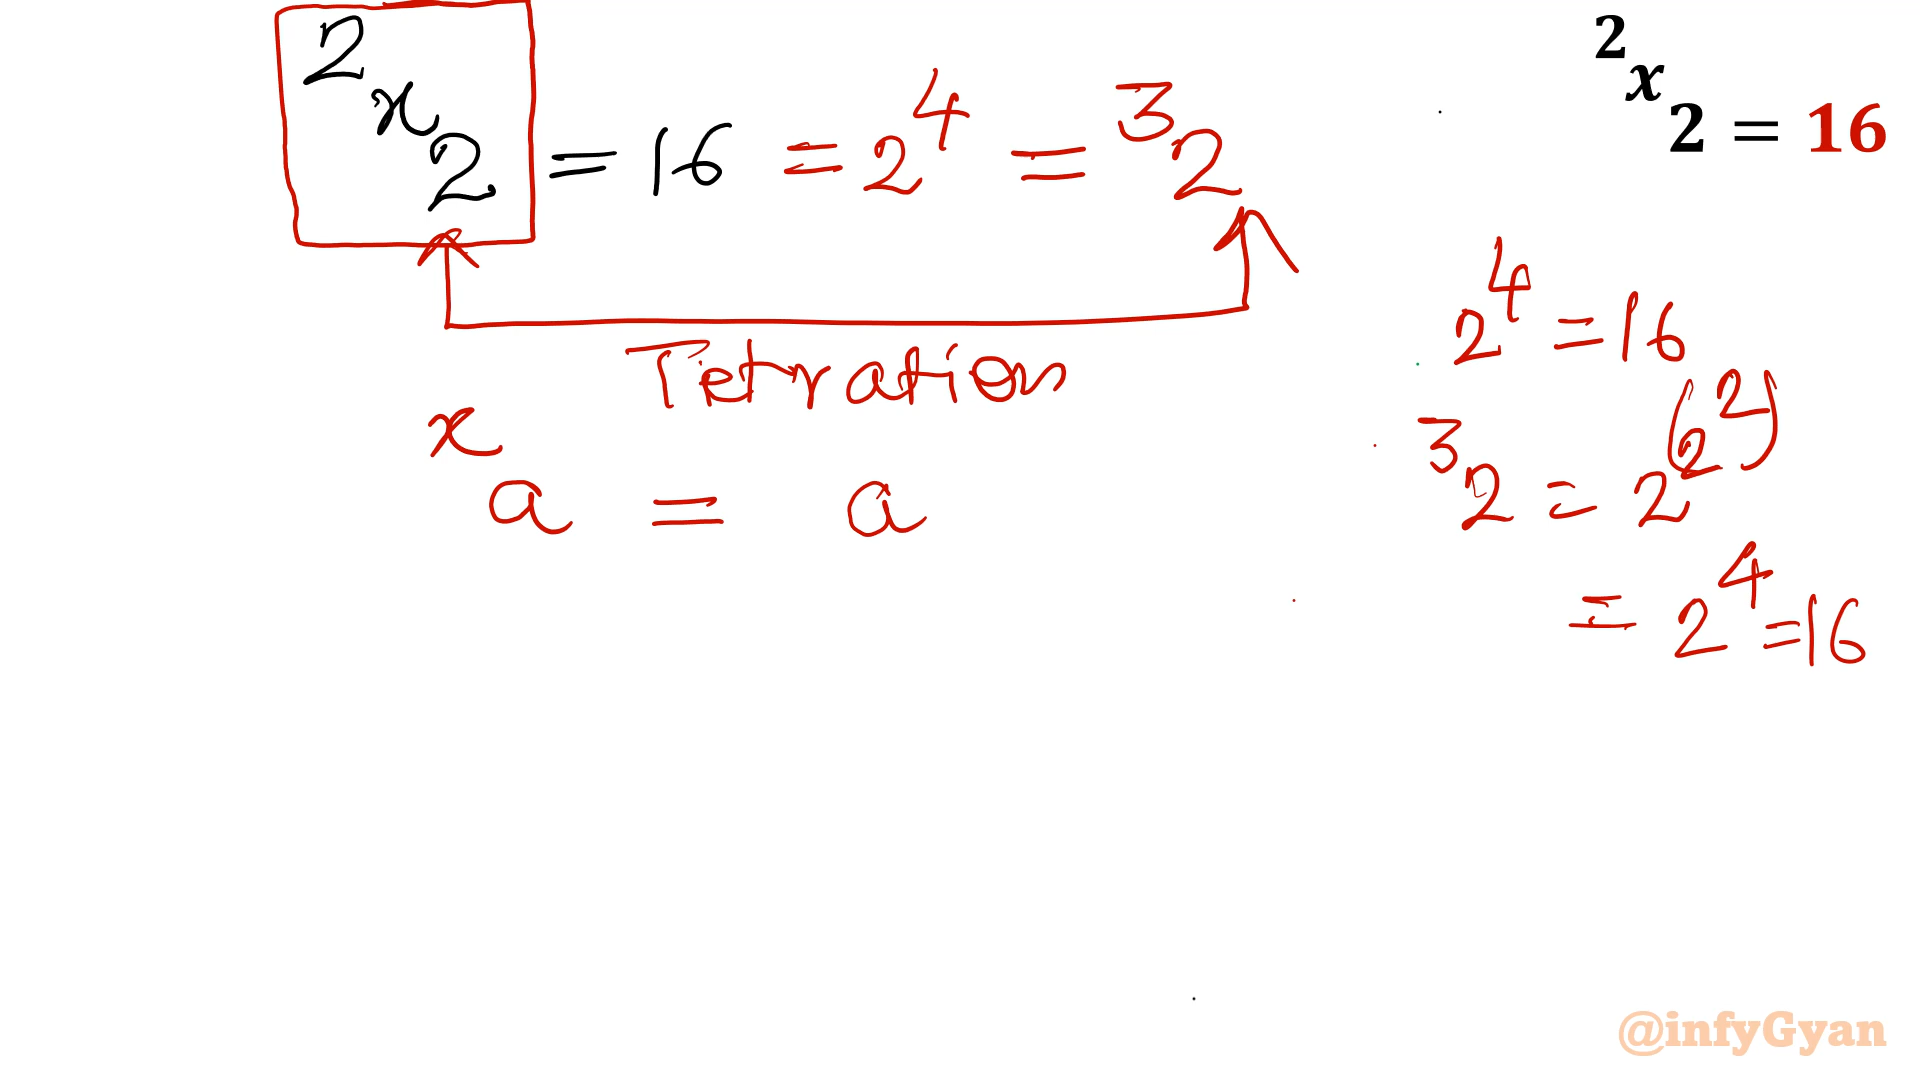 ²ˣ2 = 16 = 2⁴ = ³2
²ˣ2 = 16
Tetration
ˣa = a
2⁴ = 16
³2 = 2^(2²)
= 2⁴ = 16
@infyGyan